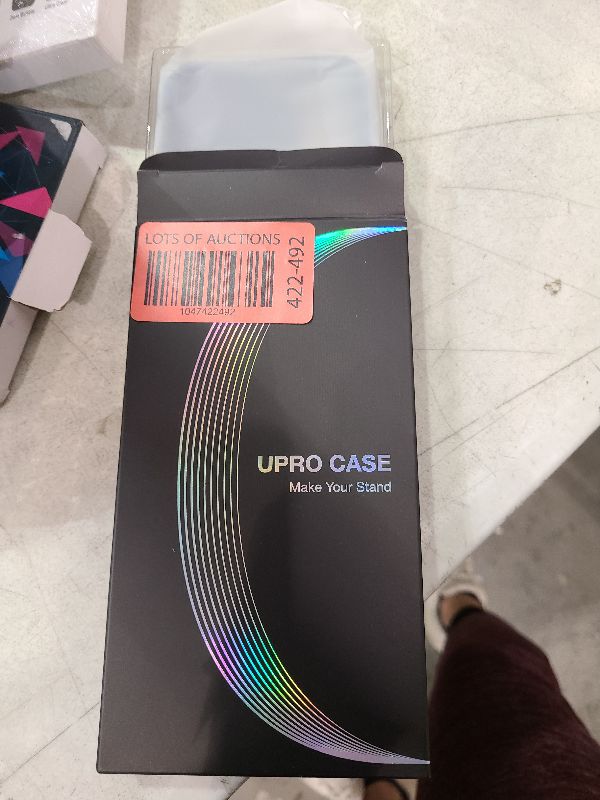 LOTS OF AUCTIONS
422-492
1047422492
UPRO CASE
Make Your Stand